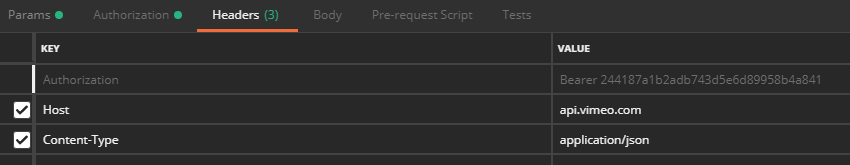 Params Authorization Headers (3) Body Pre-request Script Tests
KEY VALUE
Authorization Bearer 244187a1b2adb743d5e6d89958b4a841
Host api.vimeo.com
Content-Type application/json